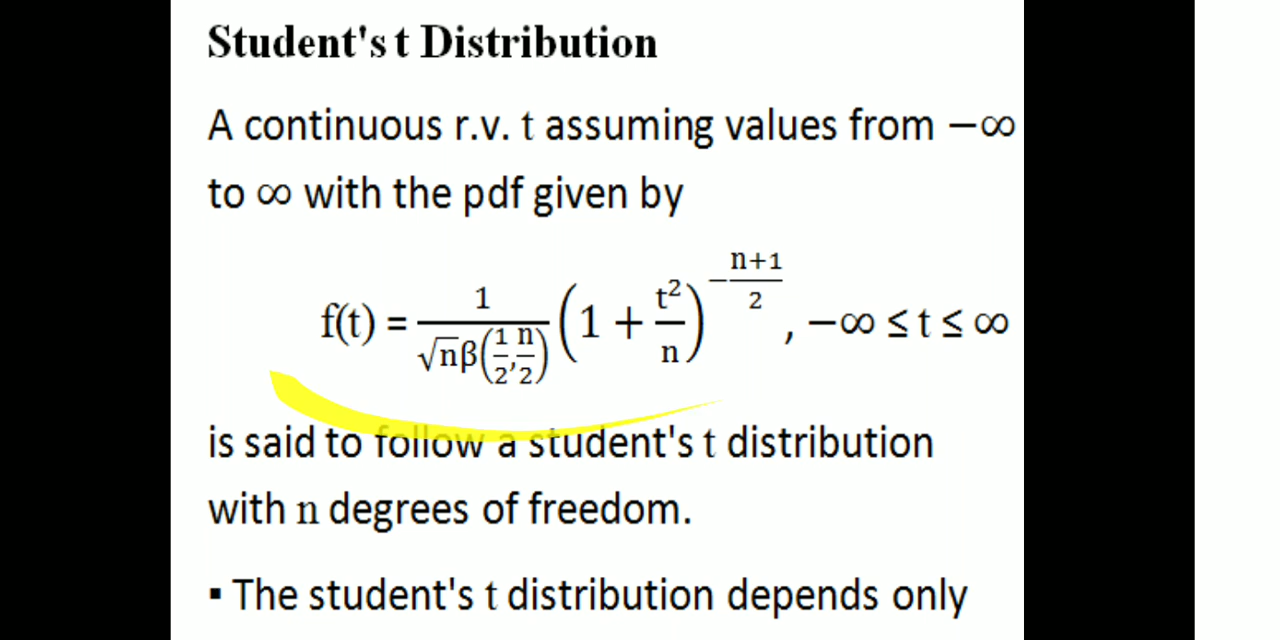 Student's t Distribution
A continuous r.v. t assuming values from −∞
to ∞ with the pdf given by
f(t) = 1/(√n β(1/2, n/2)) (1 + t²/n)^(−(n+1)/2), −∞ ≤ t ≤ ∞
is said to follow a student's t distribution
with n degrees of freedom.
▪ The student's t distribution depends only